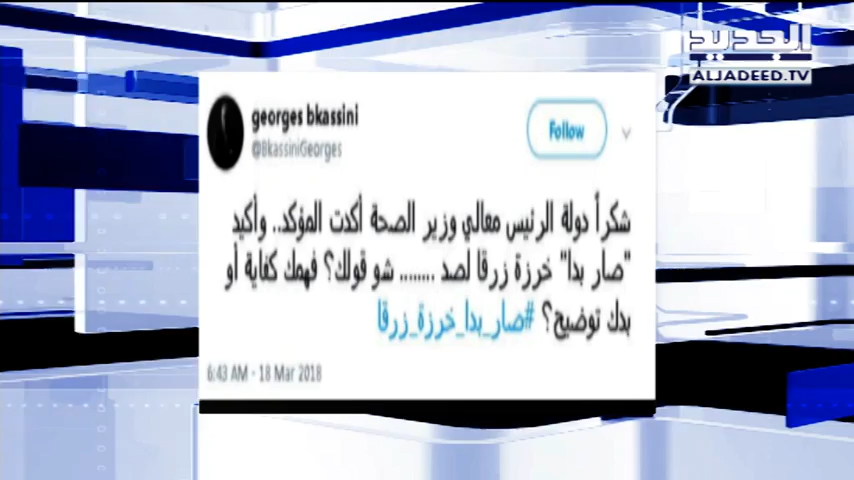 الجديد
ALJADEED.TV
georges bkassini
@BkassiniGeorges
Follow
شكراً دولة الرئيس معالي وزير الصحة أكدت المؤكد.. وأكيد
"صار بدا" خرزة زرقا لصد ........ شو قولك؟ فهمك كفاية أو
بدك توضيح؟ #صار_بدا_خرزة_زرقا
6:43 AM - 18 Mar 2018